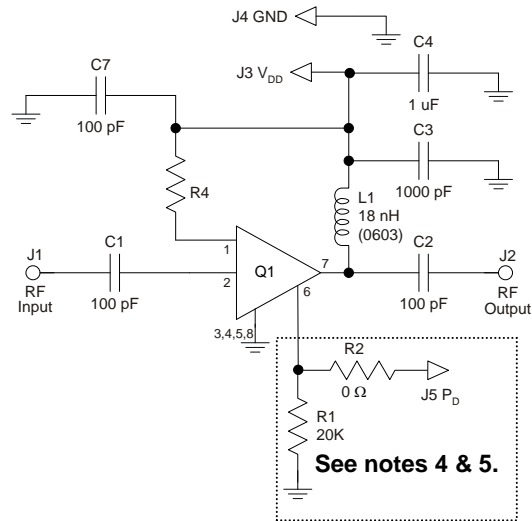 J4 GND
C7
100 pF
J3 VDD
C4
1 uF
C3
1000 pF
R4
L1
18 nH
(0603)
J1
RF
Input
C1
100 pF
1
2
Q1
7
6
3,4,5,8
C2
100 pF
J2
RF
Output
R2
0 Ω
J5 PD
R1
20K
See notes 4 & 5.